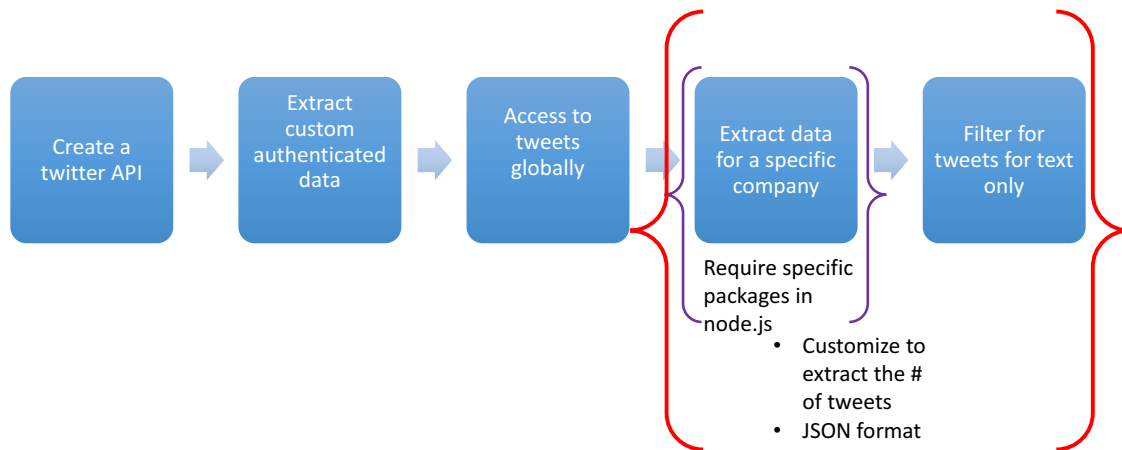 Create a
twitter API
Extract
custom
authenticated
data
Access to
tweets
globally
Extract data
for a specific
company
Filter for
tweets for text
only
Require specific
packages in
node.js
• Customize to
extract the #
of tweets
• JSON format